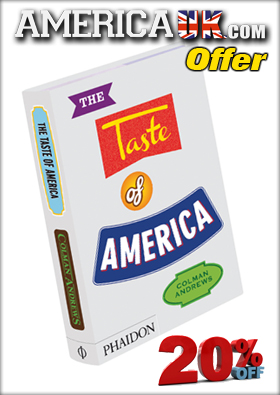 AMERICAUK.com
Offer
THE
Taste
of
AMERICA
COLMAN
ANDREWS
THE TASTE OF AMERICA
COLMAN ANDREWS
PHAIDON
20%
OFF